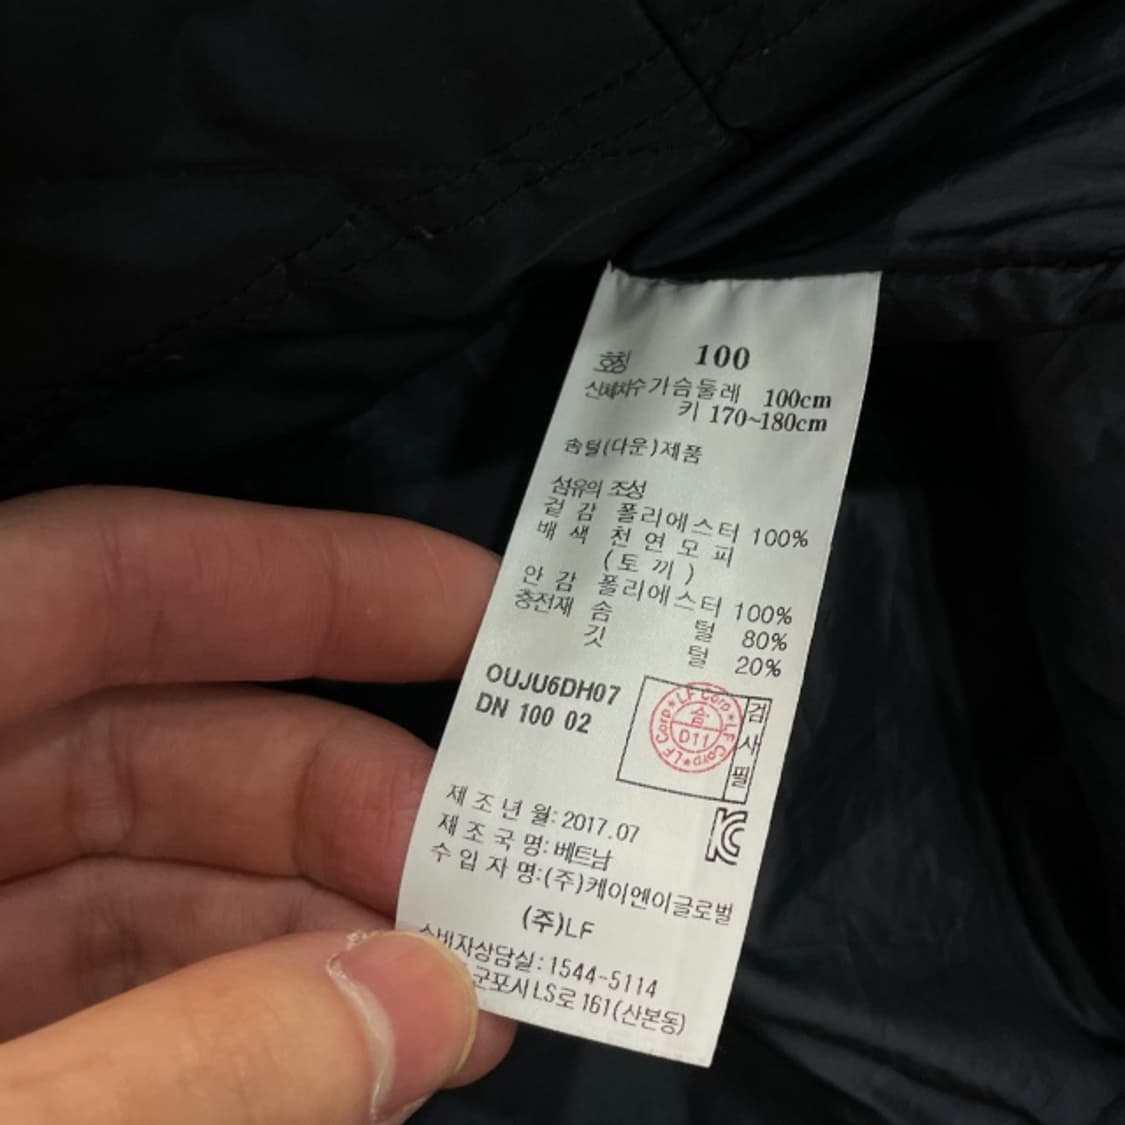 호칭 100
신체치수 가슴둘레 100cm
키 170~180cm
솜털(다운)제품
섬유의 조성
겉감 폴리에스터 100%
배색 천연모피
(토끼)
안감 폴리에스터 100%
충전재 솜털 80%
깃털 20%
OUJU6DH07
DN 100 02
LF Corp★LF Corp★LF Corp★
솜
D11
검사필
제조년월: 2017.07
제조국명: 베트남
수입자명:(주)케이엔이글로벌
(주)LF
소비자상담실: 1544-5114
군포시 LS로 161(산본동)